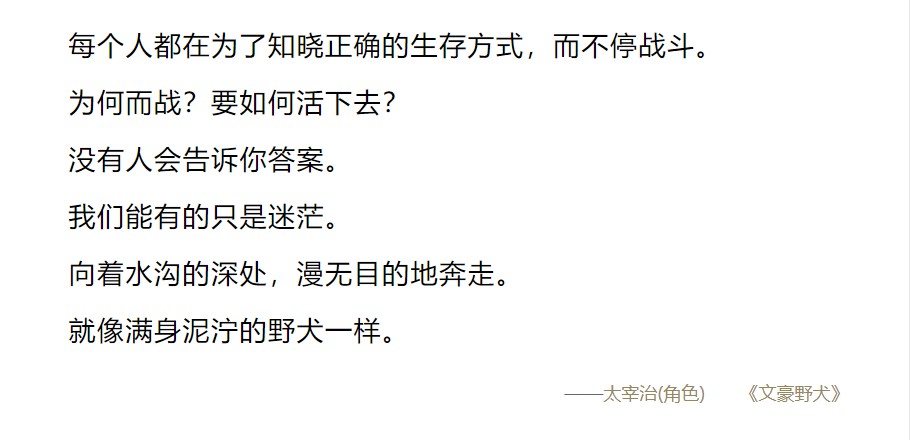 每个人都在为了知晓正确的生存方式，而不停战斗。
为何而战？要如何活下去？
没有人会告诉你答案。
我们能有的只是迷茫。
向着水沟的深处，漫无目的地奔走。
就像满身泥泞的野犬一样。
——太宰治(角色) 《文豪野犬》